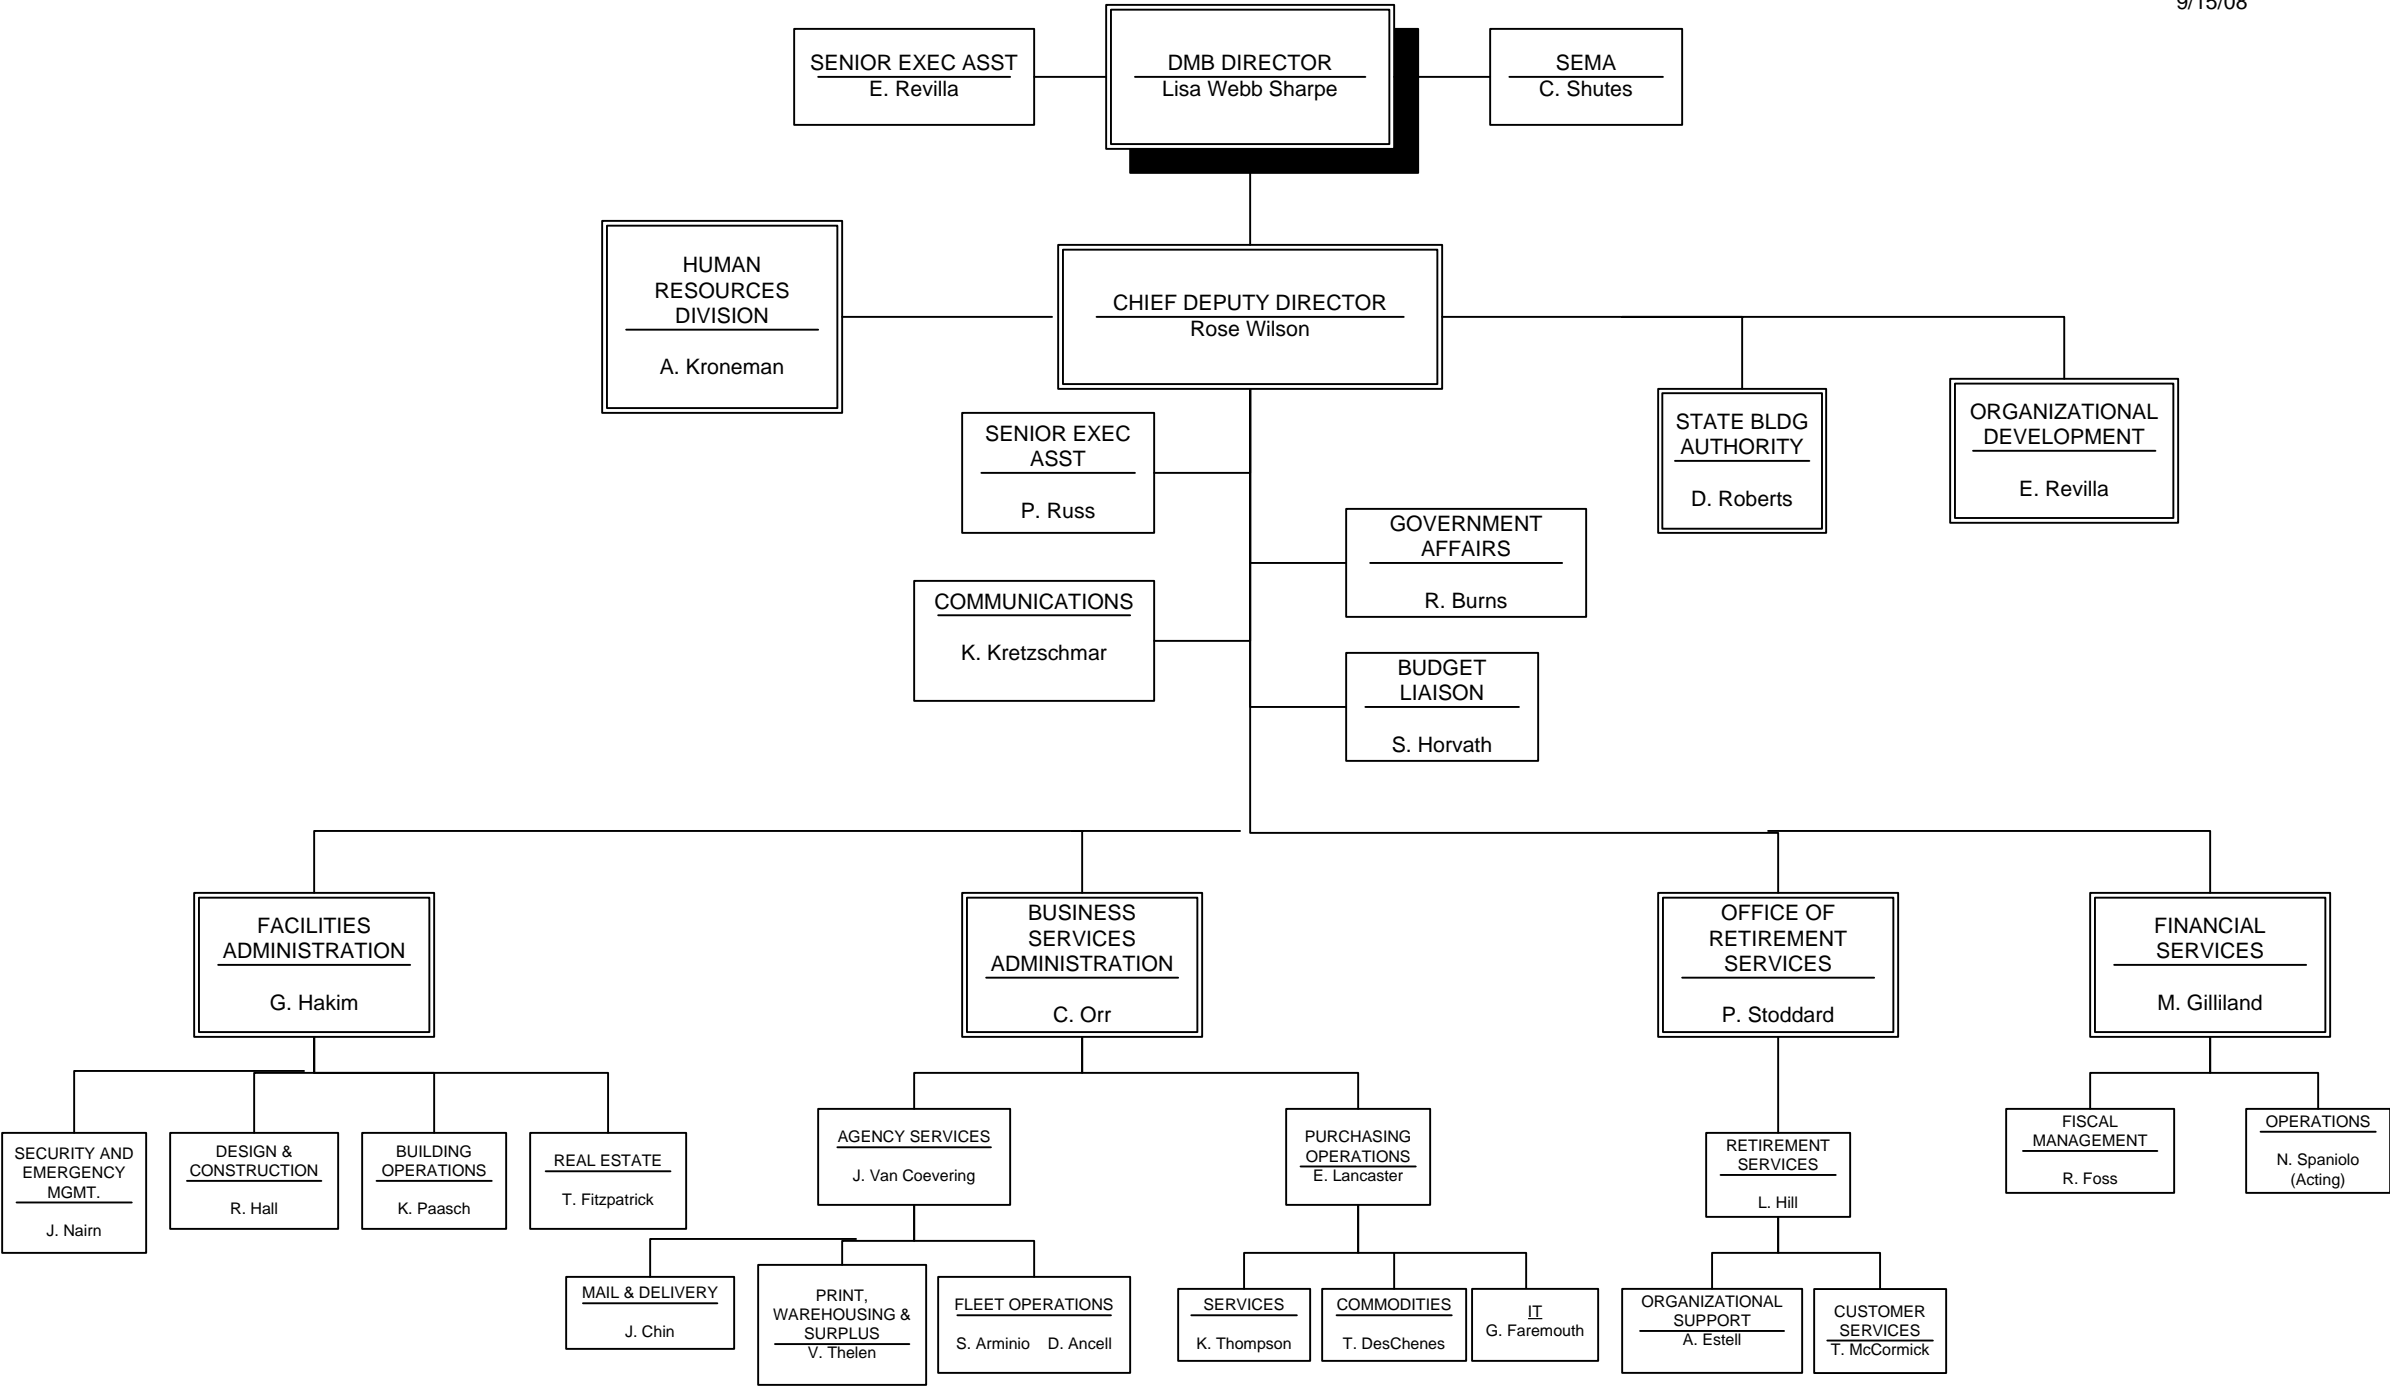 9/15/08
SENIOR EXEC ASST
E. Revilla
DMB DIRECTOR
Lisa Webb Sharpe
SEMA
C. Shutes
HUMAN
RESOURCES
DIVISION
A. Kroneman
CHIEF DEPUTY DIRECTOR
Rose Wilson
STATE BLDG
AUTHORITY
D. Roberts
ORGANIZATIONAL
DEVELOPMENT
E. Revilla
SENIOR EXEC
ASST
P. Russ
GOVERNMENT
AFFAIRS
R. Burns
COMMUNICATIONS
K. Kretzschmar
BUDGET
LIAISON
S. Horvath
FACILITIES
ADMINISTRATION
G. Hakim
BUSINESS
SERVICES
ADMINISTRATION
C. Orr
OFFICE OF
RETIREMENT
SERVICES
P. Stoddard
FINANCIAL
SERVICES
M. Gilliland
SECURITY AND
EMERGENCY
MGMT.
J. Nairn
DESIGN &
CONSTRUCTION
R. Hall
BUILDING
OPERATIONS
K. Paasch
REAL ESTATE
T. Fitzpatrick
AGENCY SERVICES
J. Van Coevering
PURCHASING
OPERATIONS
E. Lancaster
RETIREMENT
SERVICES
L. Hill
FISCAL
MANAGEMENT
R. Foss
OPERATIONS
N. Spaniolo
(Acting)
MAIL & DELIVERY
J. Chin
PRINT,
WAREHOUSING &
SURPLUS
V. Thelen
FLEET OPERATIONS
S. Arminio D. Ancell
SERVICES
K. Thompson
COMMODITIES
T. DesChenes
IT
G. Faremouth
ORGANIZATIONAL
SUPPORT
A. Estell
CUSTOMER
SERVICES
T. McCormick